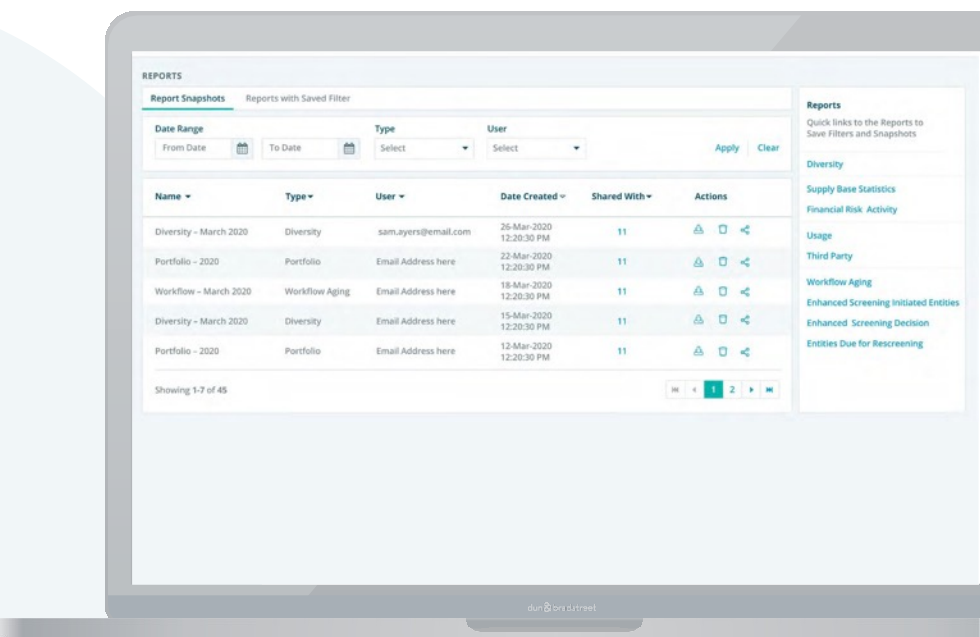 REPORTS
Report Snapshots Reports with Saved Filter
Date Range Type User
From Date To Date Select Select Apply Clear
Name Type User Date Created Shared With Actions
Diversity – March 2020 Diversity sam.ayers@email.com 26-Mar-2020 12:20:30 PM 11
Portfolio – 2020 Portfolio Email Address here 22-Mar-2020 12:20:30 PM 11
Workflow – March 2020 Workflow Aging Email Address here 18-Mar-2020 12:20:30 PM 11
Diversity – March 2020 Diversity Email Address here 15-Mar-2020 12:20:30 PM 11
Portfolio – 2020 Portfolio Email Address here 12-Mar-2020 12:20:30 PM 11
Showing 1-7 of 45 1 2
Reports
Quick links to the Reports to
Save Filters and Snapshots
Diversity
Supply Base Statistics
Financial Risk Activity
Usage
Third Party
Workflow Aging
Enhanced Screening Initiated Entities
Enhanced Screening Decision
Entities Due for Rescreening
dun & bradstreet